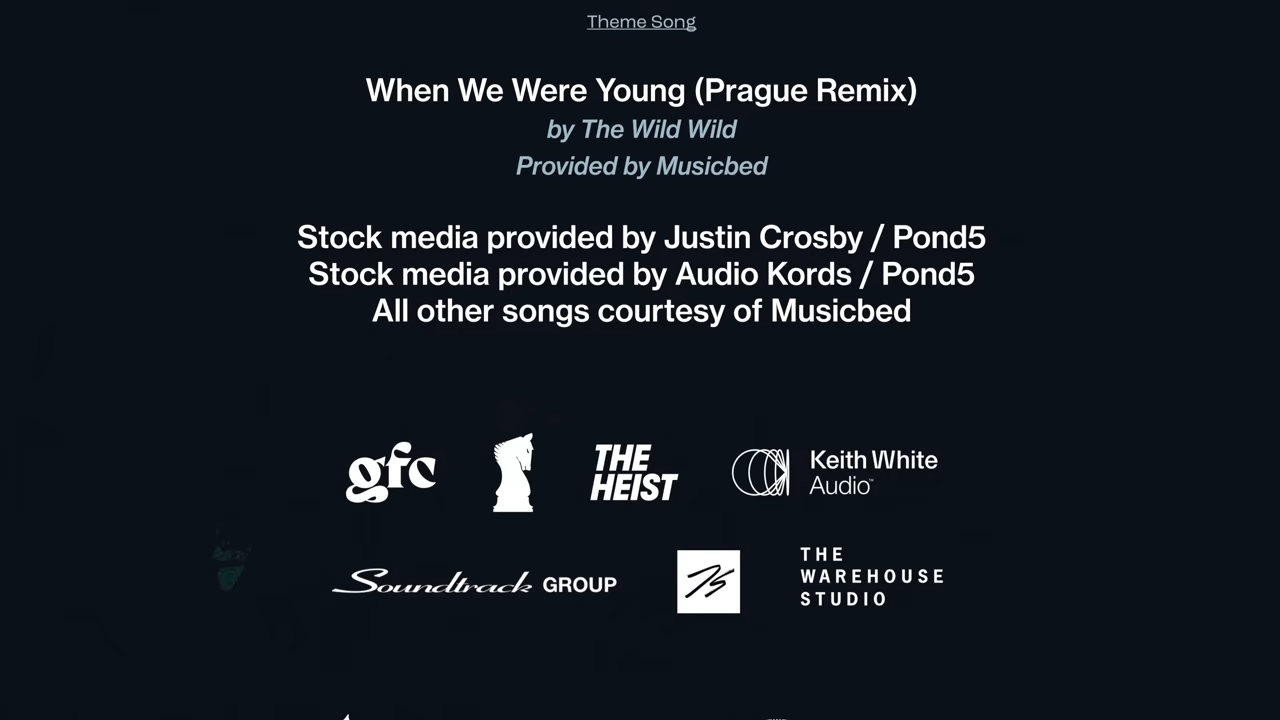 Theme Song
When We Were Young (Prague Remix)
by The Wild Wild
Provided by Musicbed
Stock media provided by Justin Crosby / Pond5
Stock media provided by Audio Kords / Pond5
All other songs courtesy of Musicbed
gfc
THE
HEIST
Keith White
Audio™
Soundtrack GROUP
THE
WAREHOUSE
STUDIO